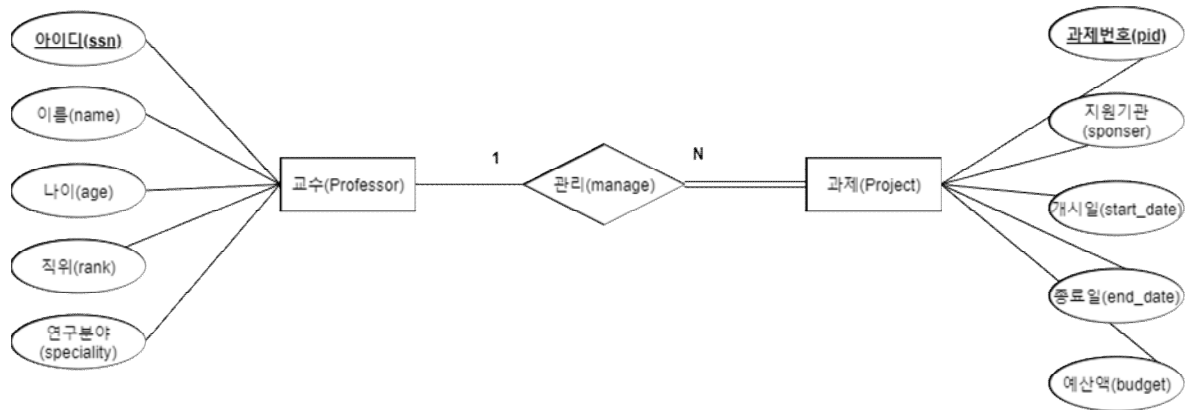 아이디(ssn)
이름(name)
나이(age)
직위(rank)
연구분야
(speciality)
교수(Professor)
1
관리(manage)
N
과제(Project)
과제번호(pid)
지원기관
(sponser)
개시일(start_date)
종료일(end_date)
예산액(budget)